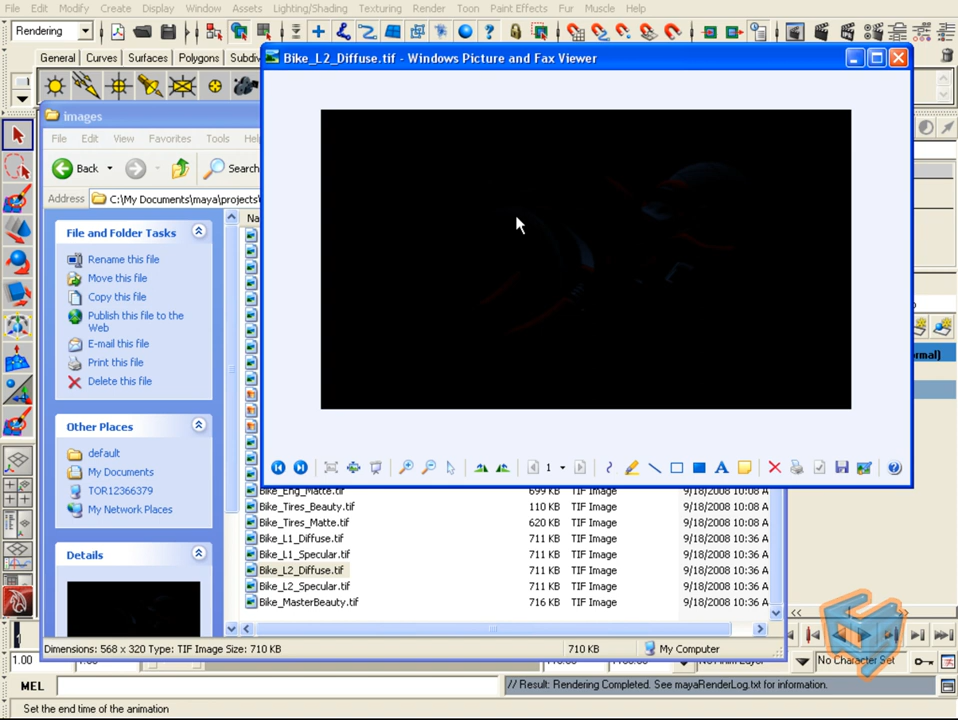 File Edit Modify Create Display Window Assets Lighting/Shading Texturing Render Toon Paint Effects Fur Muscle Help
Rendering
General Curves Surfaces Polygons
Bike_L2_Diffuse.tif - Windows Picture and Fax Viewer
images
File Edit View Favorites Tools
Back Search
Address C:\My Documents\maya\projects\
File and Folder Tasks
Rename this file
Move this file
Copy this file
Publish this file to the
Web
E-mail this file
Print this file
Delete this file
Other Places
default
My Documents
TOR12366379
My Network Places
Details
1
Bike_Eng_Matte.tif 699 KB TIF Image 9/18/2008 10:08 A
Bike_Tires_Beauty.tif 110 KB TIF Image 9/18/2008 10:08 A
Bike_Tires_Matte.tif 620 KB TIF Image 9/18/2008 10:08 A
Bike_L1_Diffuse.tif 711 KB TIF Image 9/18/2008 10:36 A
Bike_L1_Specular.tif 711 KB TIF Image 9/18/2008 10:36 A
Bike_L2_Diffuse.tif 711 KB TIF Image 9/18/2008 10:36 A
Bike_L2_Specular.tif 711 KB TIF Image 9/18/2008 10:36 A
Bike_MasterBeauty.tif 716 KB TIF Image 9/18/2008 10:36 A
Dimensions: 568 x 320 Type: TIF Image Size: 710 KB 710 KB My Computer
1.00 No Character Set
MEL // Result: Rendering Completed. See mayaRenderLog.txt for information.
Set the end time of the animation